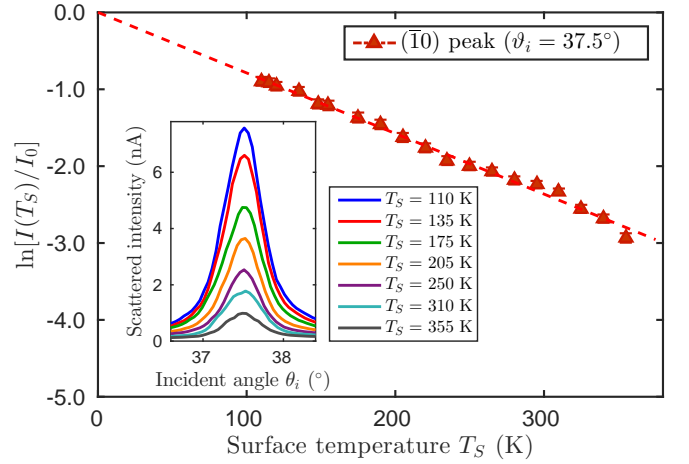 0.0
-1.0
-2.0
-3.0
-4.0
-5.0
ln[I(T_S)/I_0]
0
100
200
300
Surface temperature T_S (K)
(1̅0) peak (ϑ_i = 37.5°)
6
4
2
0
Scattered intensity (nA)
37
38
Incident angle θ_i (°)
T_S = 110 K
T_S = 135 K
T_S = 175 K
T_S = 205 K
T_S = 250 K
T_S = 310 K
T_S = 355 K